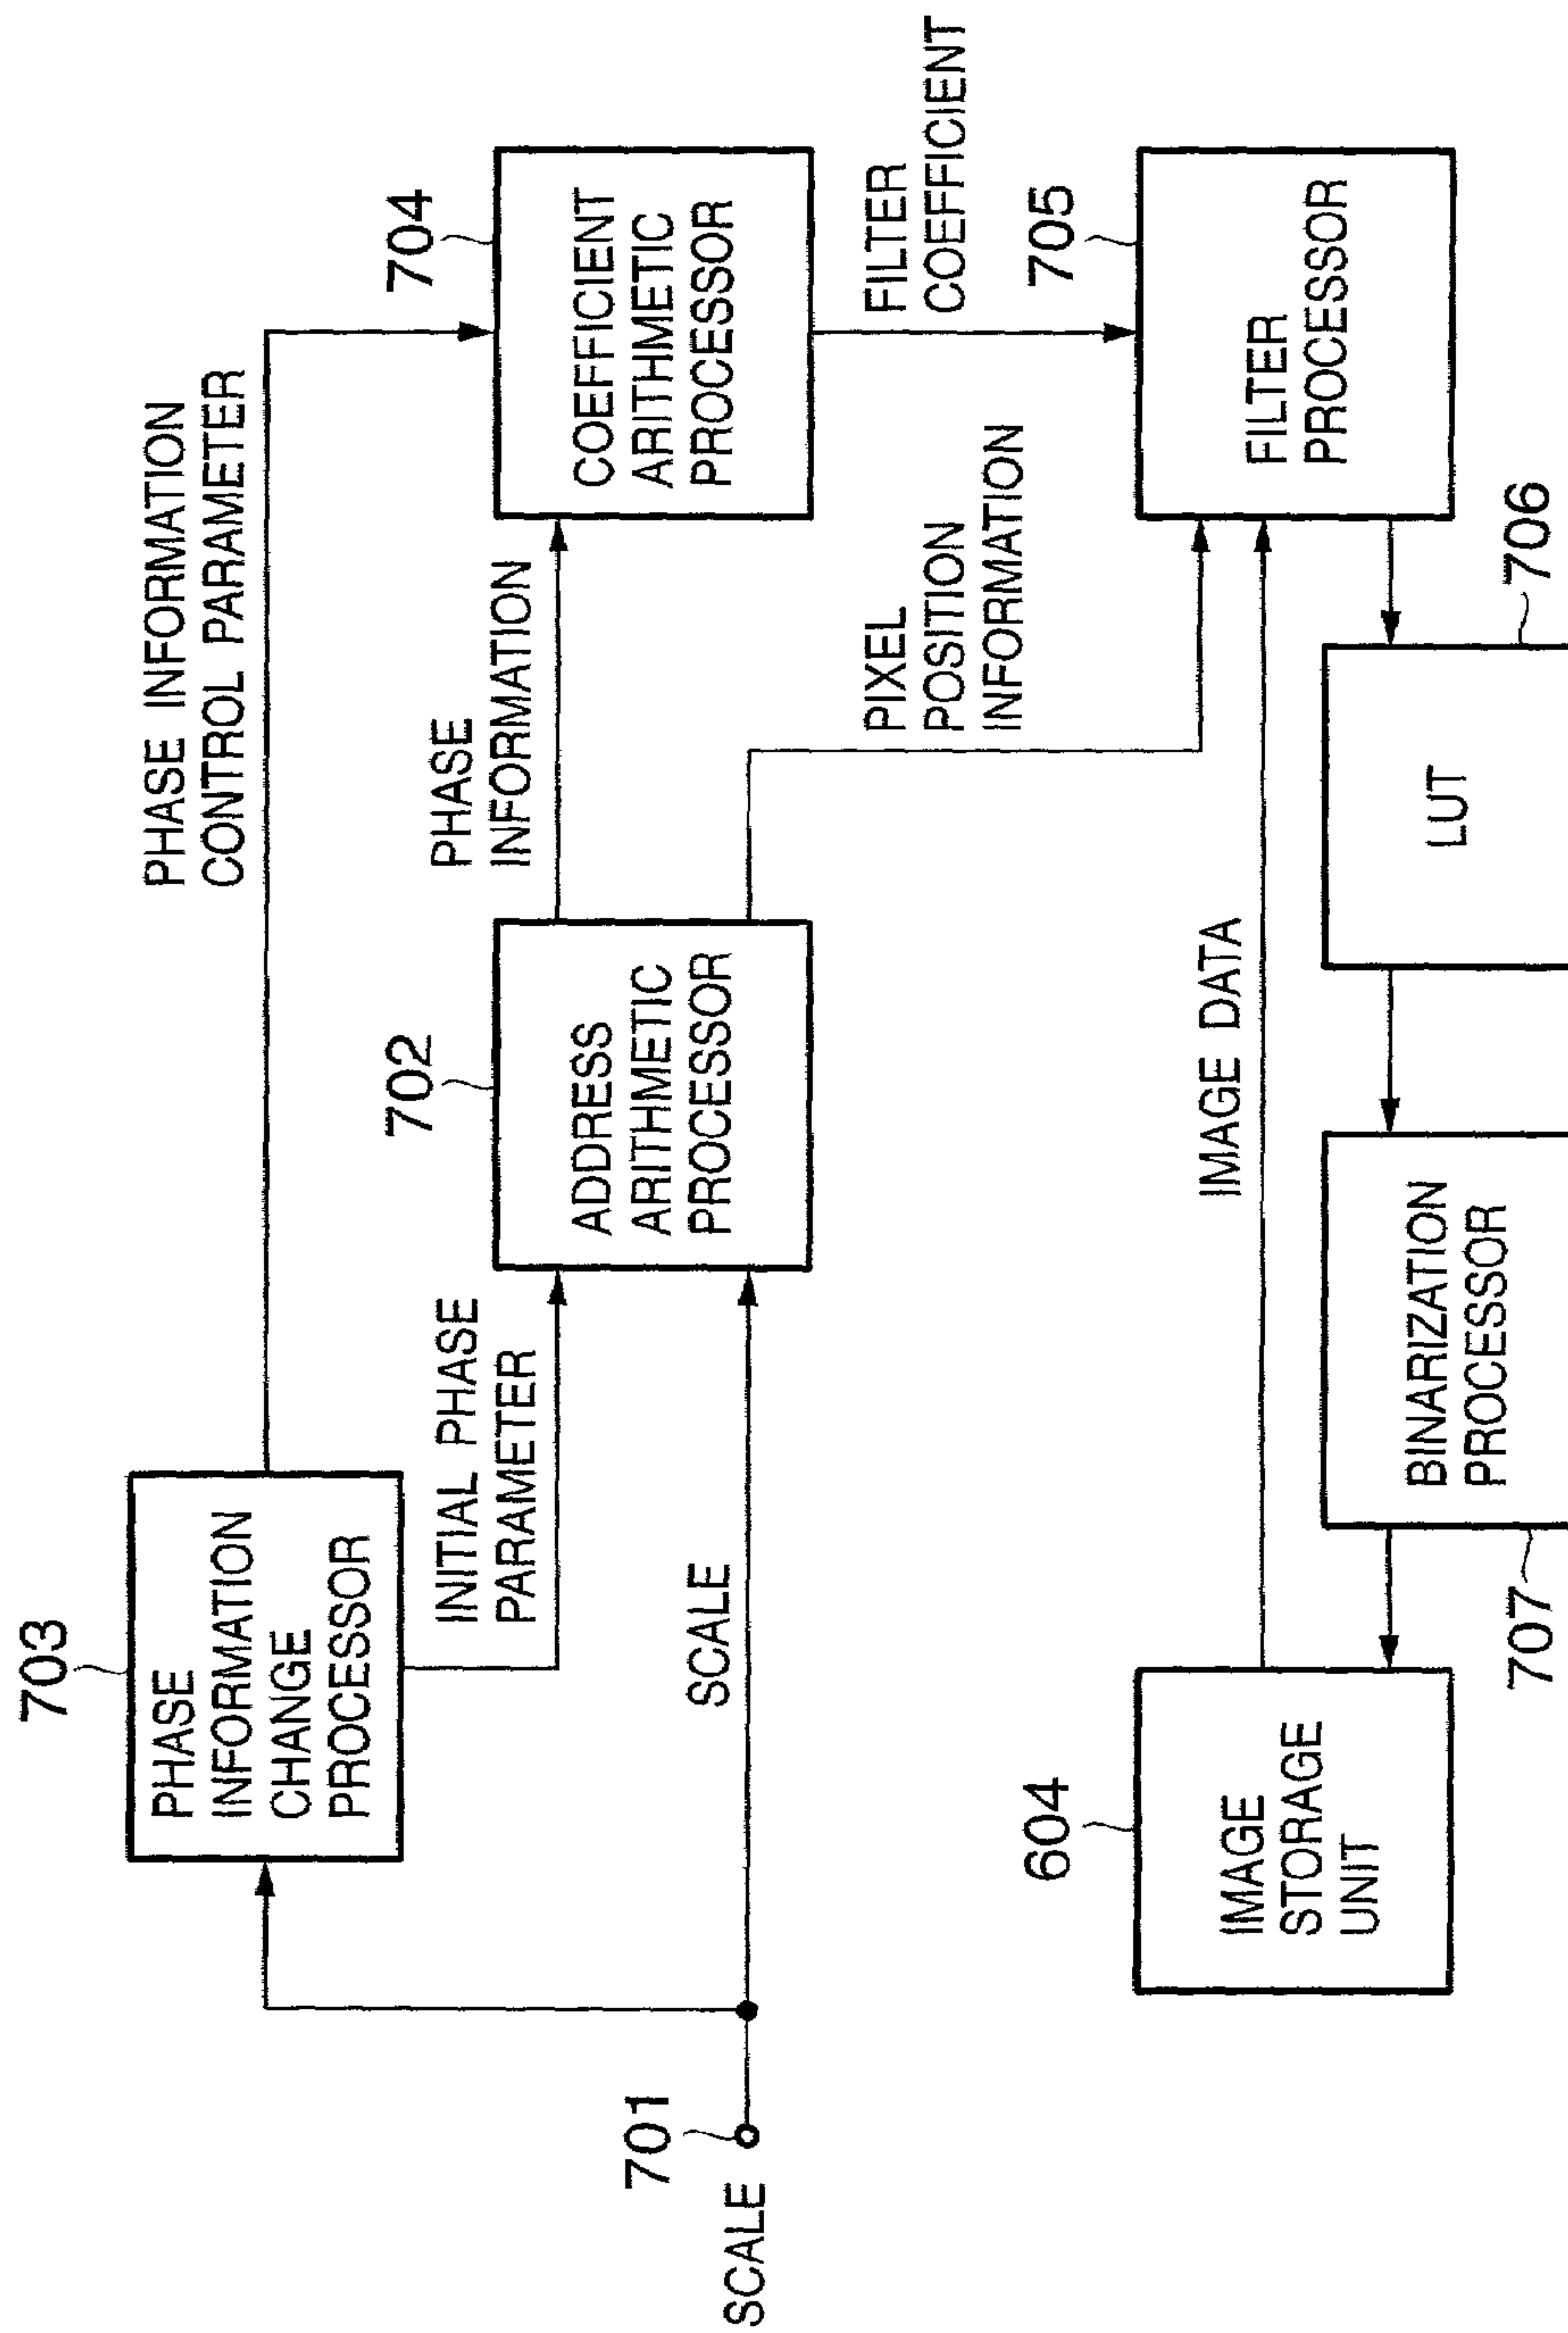 703
PHASE
INFORMATION
CHANGE
PROCESSOR
PHASE INFORMATION
CONTROL PARAMETER
INITIAL PHASE
PARAMETER
702
ADDRESS
ARITHMETIC
PROCESSOR
PHASE
INFORMATION
704
COEFFICIENT
ARITHMETIC
PROCESSOR
701
SCALE
SCALE
PIXEL
POSITION
INFORMATION
FILTER
COEFFICIENT
604
IMAGE
STORAGE
UNIT
IMAGE DATA
705
FILTER
PROCESSOR
707
BINARIZATION
PROCESSOR
LUT
706